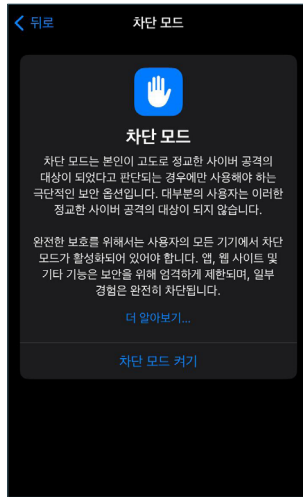 뒤로
차단 모드
차단 모드
차단 모드는 본인이 고도로 정교한 사이버 공격의
대상이 되었다고 판단되는 경우에만 사용해야 하는
극단적인 보안 옵션입니다. 대부분의 사용자는 이러한
정교한 사이버 공격의 대상이 되지 않습니다.
완전한 보호를 위해서는 사용자의 모든 기기에서 차단
모드가 활성화되어 있어야 합니다. 앱, 웹 사이트 및
기타 기능은 보안을 위해 엄격하게 제한되며, 일부
경험은 완전히 차단됩니다.
더 알아보기...
차단 모드 켜기